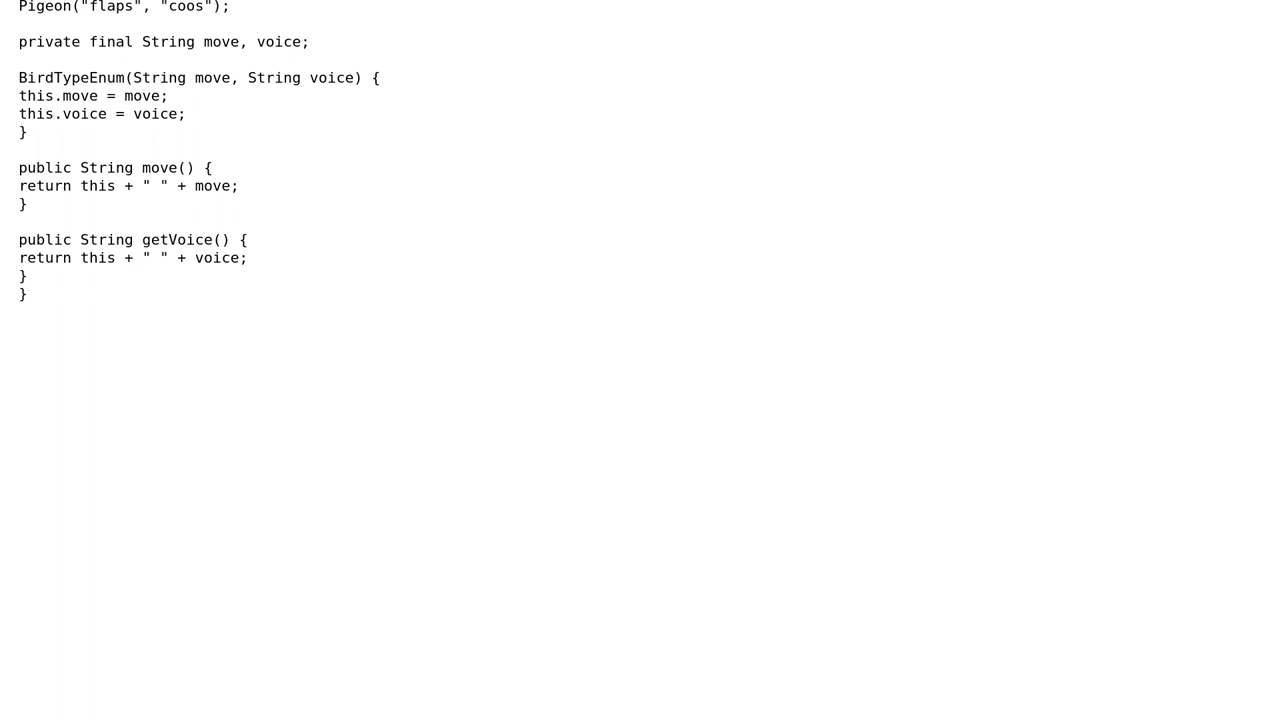 Pigeon("flaps", "coos");
private final String move, voice;
BirdTypeEnum(String move, String voice) {
this.move = move;
this.voice = voice;
}
public String move() {
return this + " " + move;
}
public String getVoice() {
return this + " " + voice;
}
}